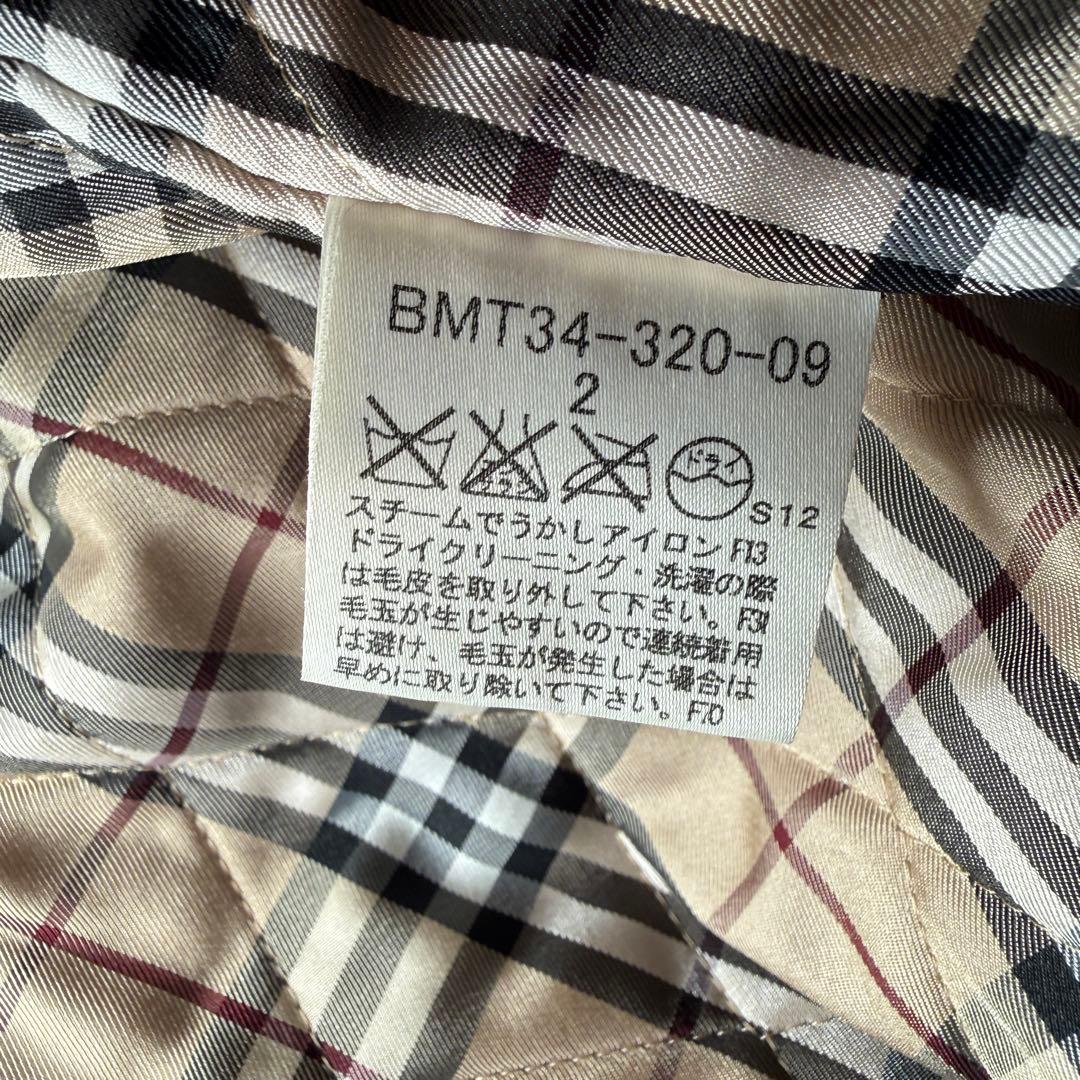 BMT34-320-09
2
エンソ
ドライ
S12
スチームでうかしアイロン F13
ドライクリーニング・洗濯の際
は毛皮を取り外して下さい。F31
毛玉が生じやすいので連続着用
は避け、毛玉が発生した場合は
早めに取り除いて下さい。F70